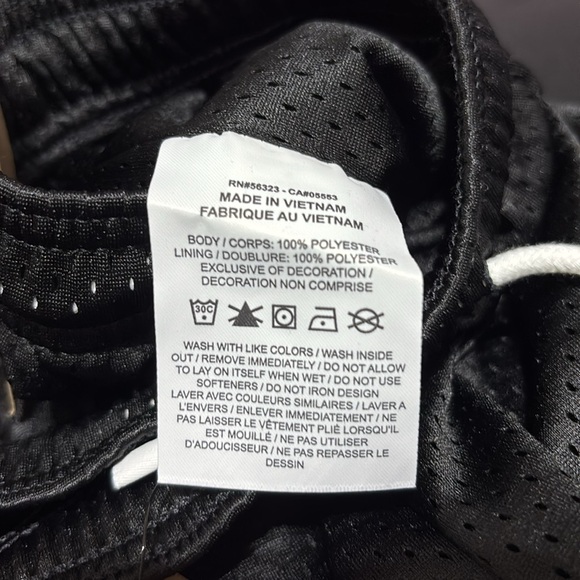 RN#56323 - CA#05553
MADE IN VIETNAM
FABRIQUE AU VIETNAM
BODY / CORPS: 100% POLYESTER
LINING / DOUBLURE: 100% POLYESTER
EXCLUSIVE OF DECORATION /
DECORATION NON COMPRISE
30C
WASH WITH LIKE COLORS / WASH INSIDE
OUT / REMOVE IMMEDIATELY / DO NOT ALLOW
TO LAY ON ITSELF WHEN WET / DO NOT USE
SOFTENERS / DO NOT IRON DESIGN
LAVER AVEC COULEURS SIMILAIRES / LAVER A
L'ENVERS / ENLEVER IMMEDIATEMENT / NE
PAS LAISSER LE VÊTEMENT PLIÉ LORSQU'IL
EST MOUILLÉ / NE PAS UTILISER
D'ADOUCISSEUR / NE PAS REPASSER LE
DESSIN